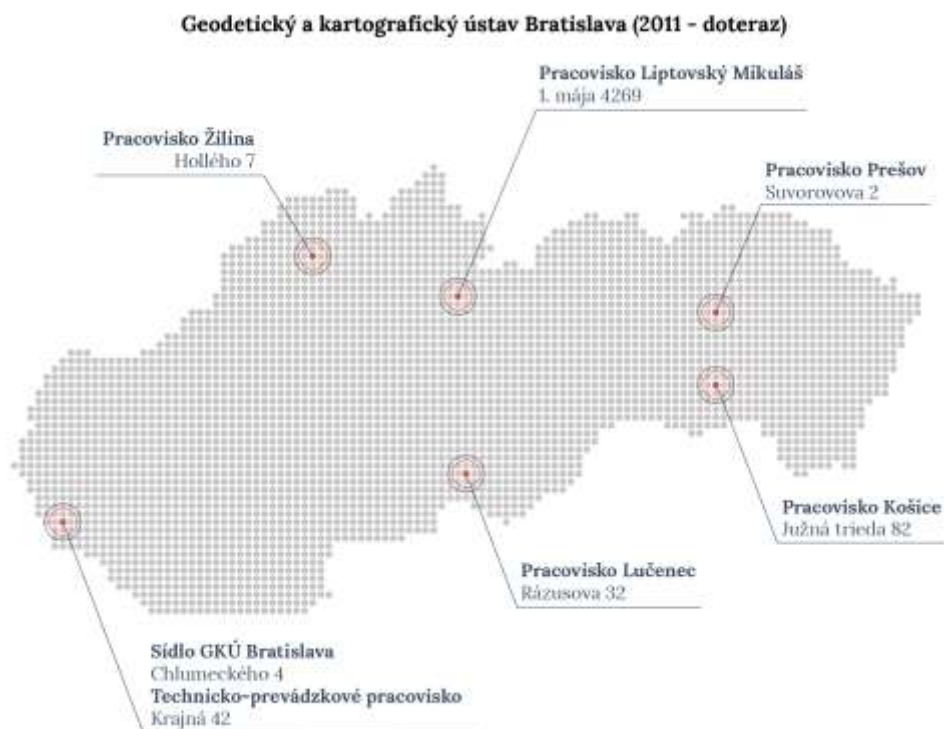 Geodetický a kartografický ústav Bratislava (2011 - doteraz)
Pracovisko Liptovský Mikuláš
1. mája 4269
Pracovisko Žilina
Hollého 7
Pracovisko Prešov
Suvorovova 2
Pracovisko Košice
Južná trieda 82
Pracovisko Lučenec
Rázusova 32
Sídlo GKÚ Bratislava
Chlumeckého 4
Technicko-prevádzkové pracovisko
Krajná 42